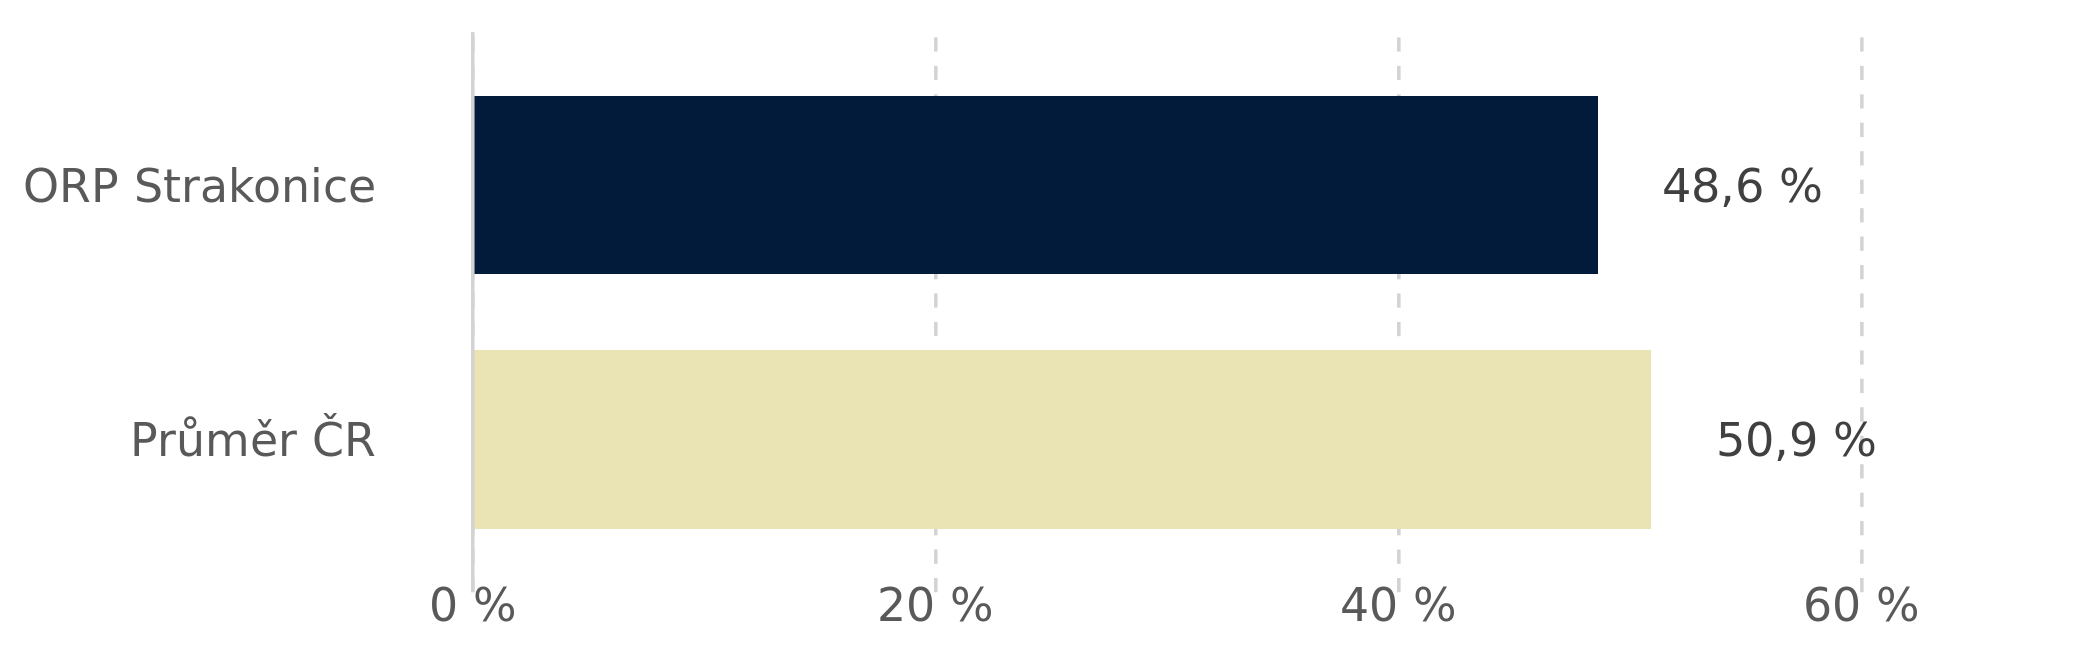 ORP Strakonice 48,6 %
Průměr ČR 50,9 %
0 % 20 % 40 % 60 %